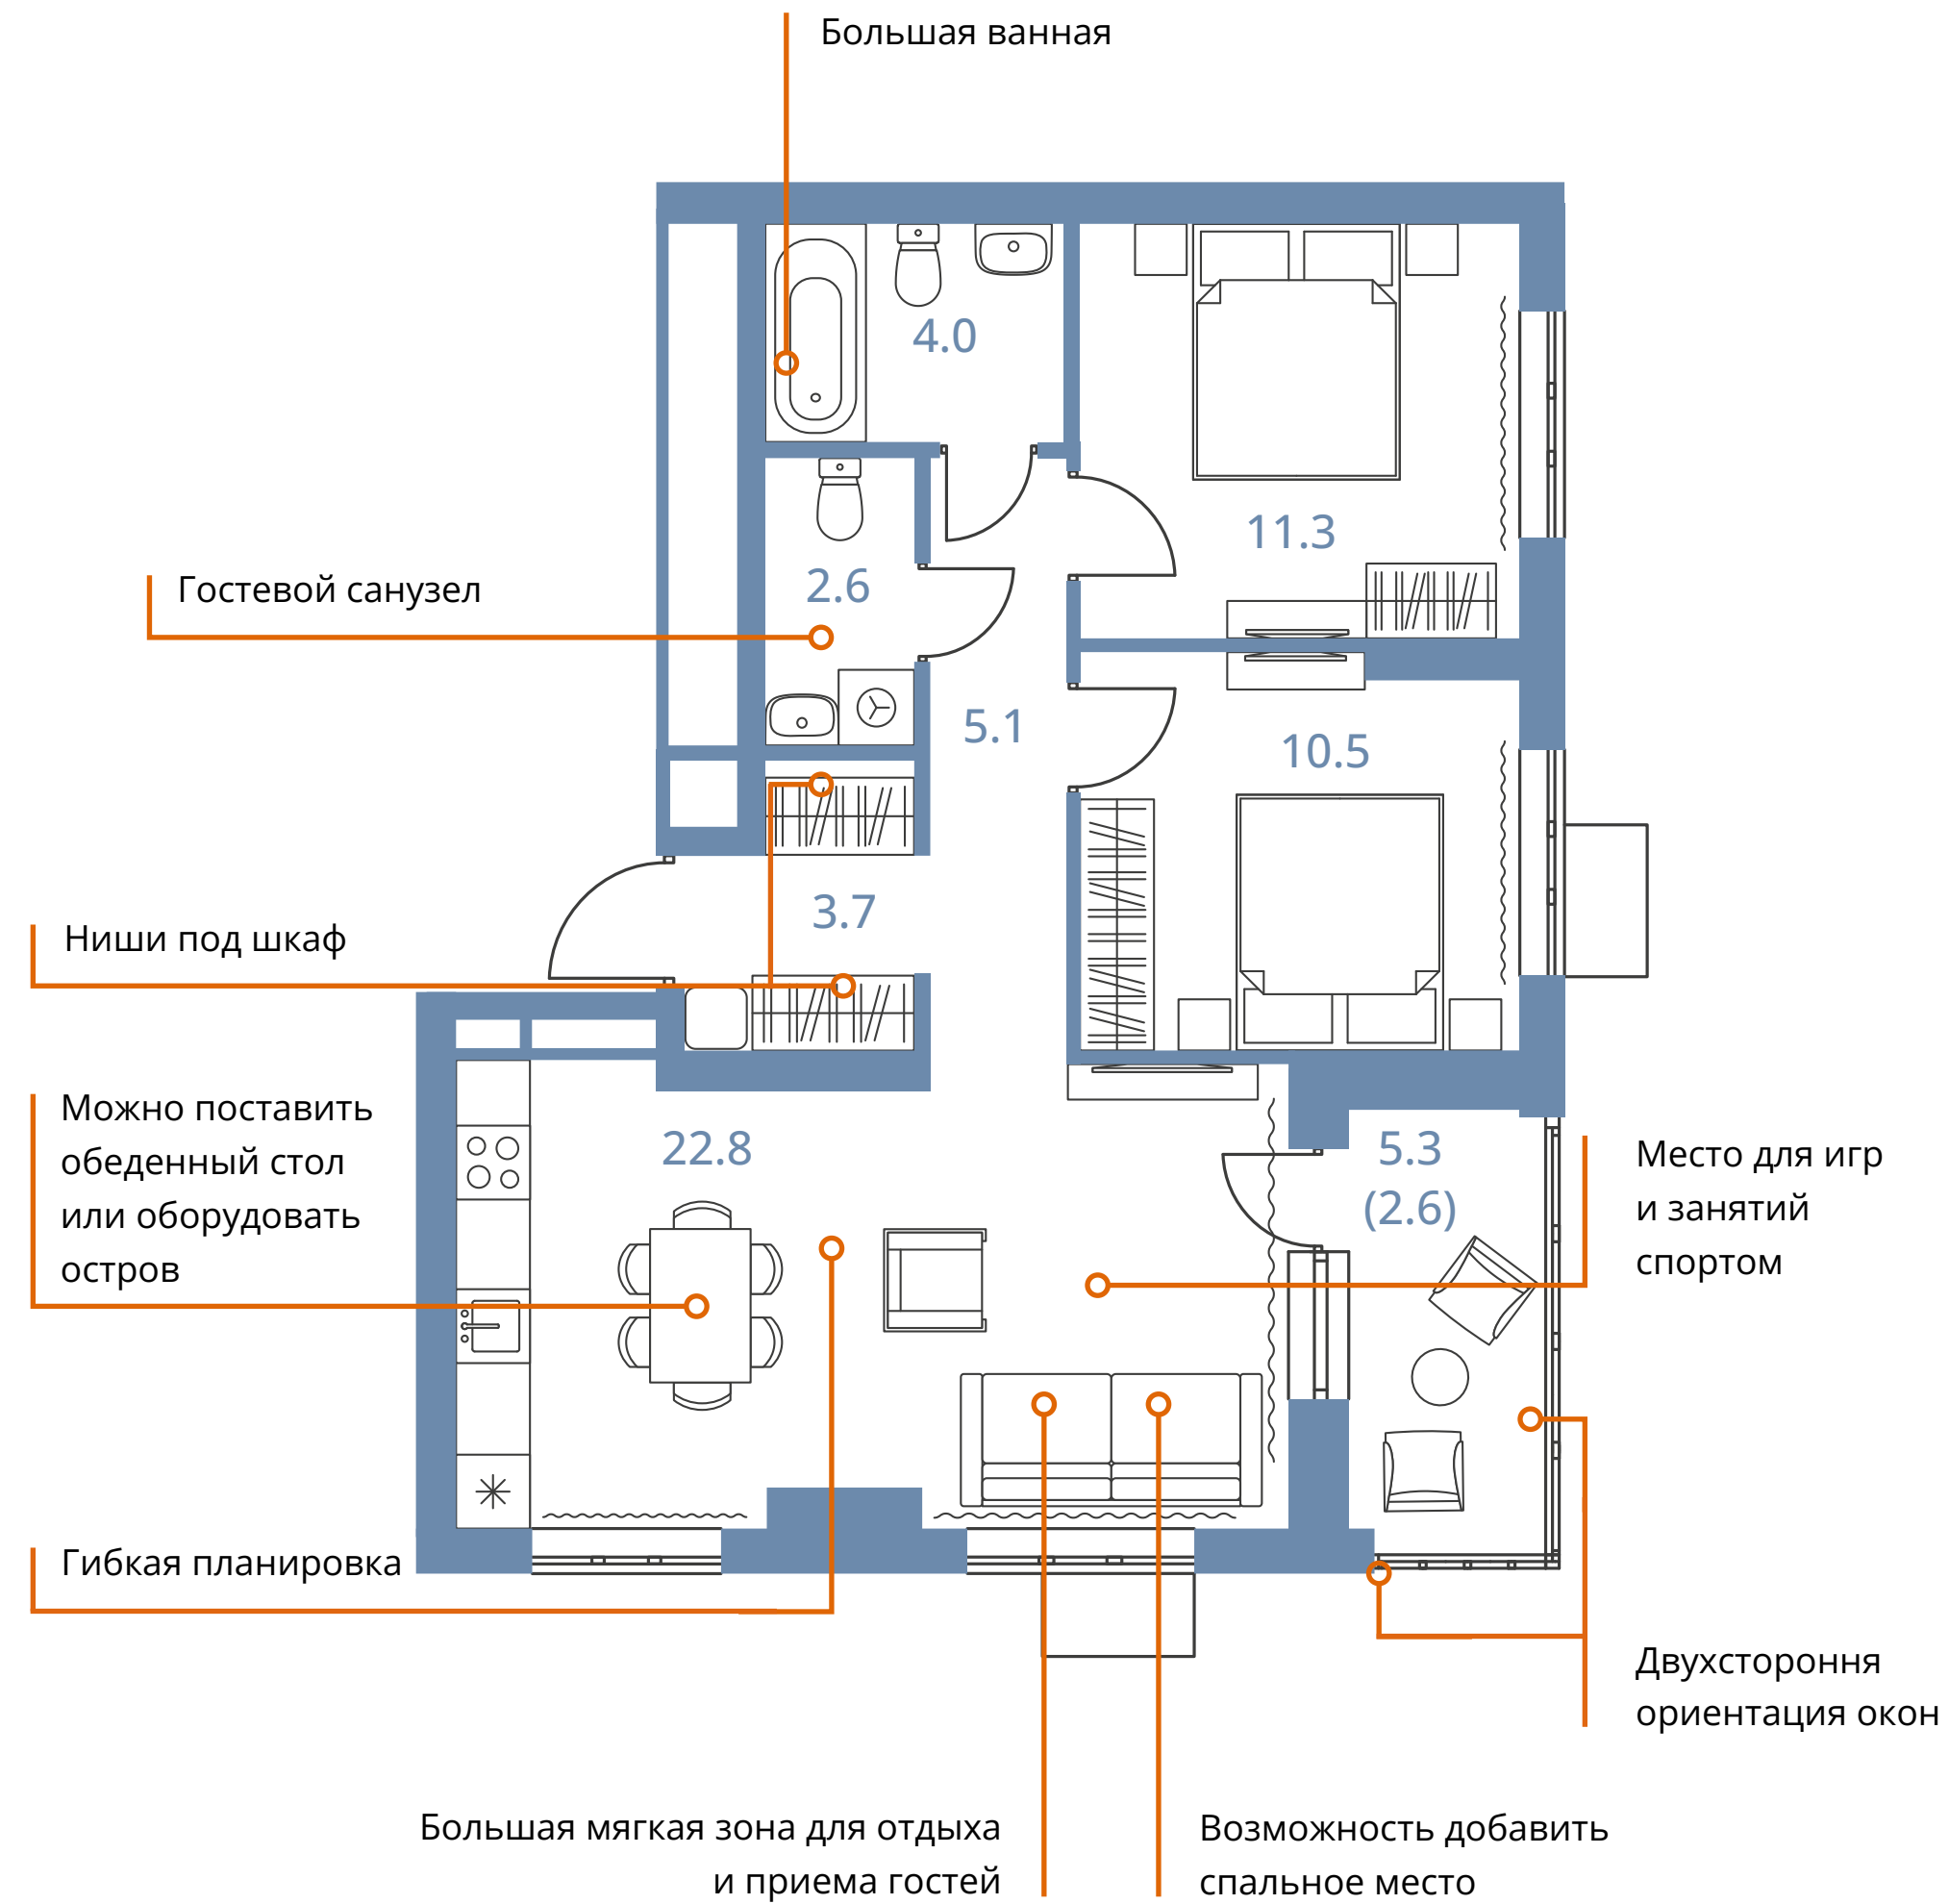 Большая ванная
4.0
11.3
Гостевой санузел
2.6
5.1
10.5
3.7
Ниши под шкаф
Можно поставить
обеденный стол
или оборудовать
остров
22.8
5.3
(2.6)
Место для игр
и занятий
спортом
Гибкая планировка
Двухстороння
ориентация окон
Большая мягкая зона для отдыха
и приема гостей
Возможность добавить
спальное место